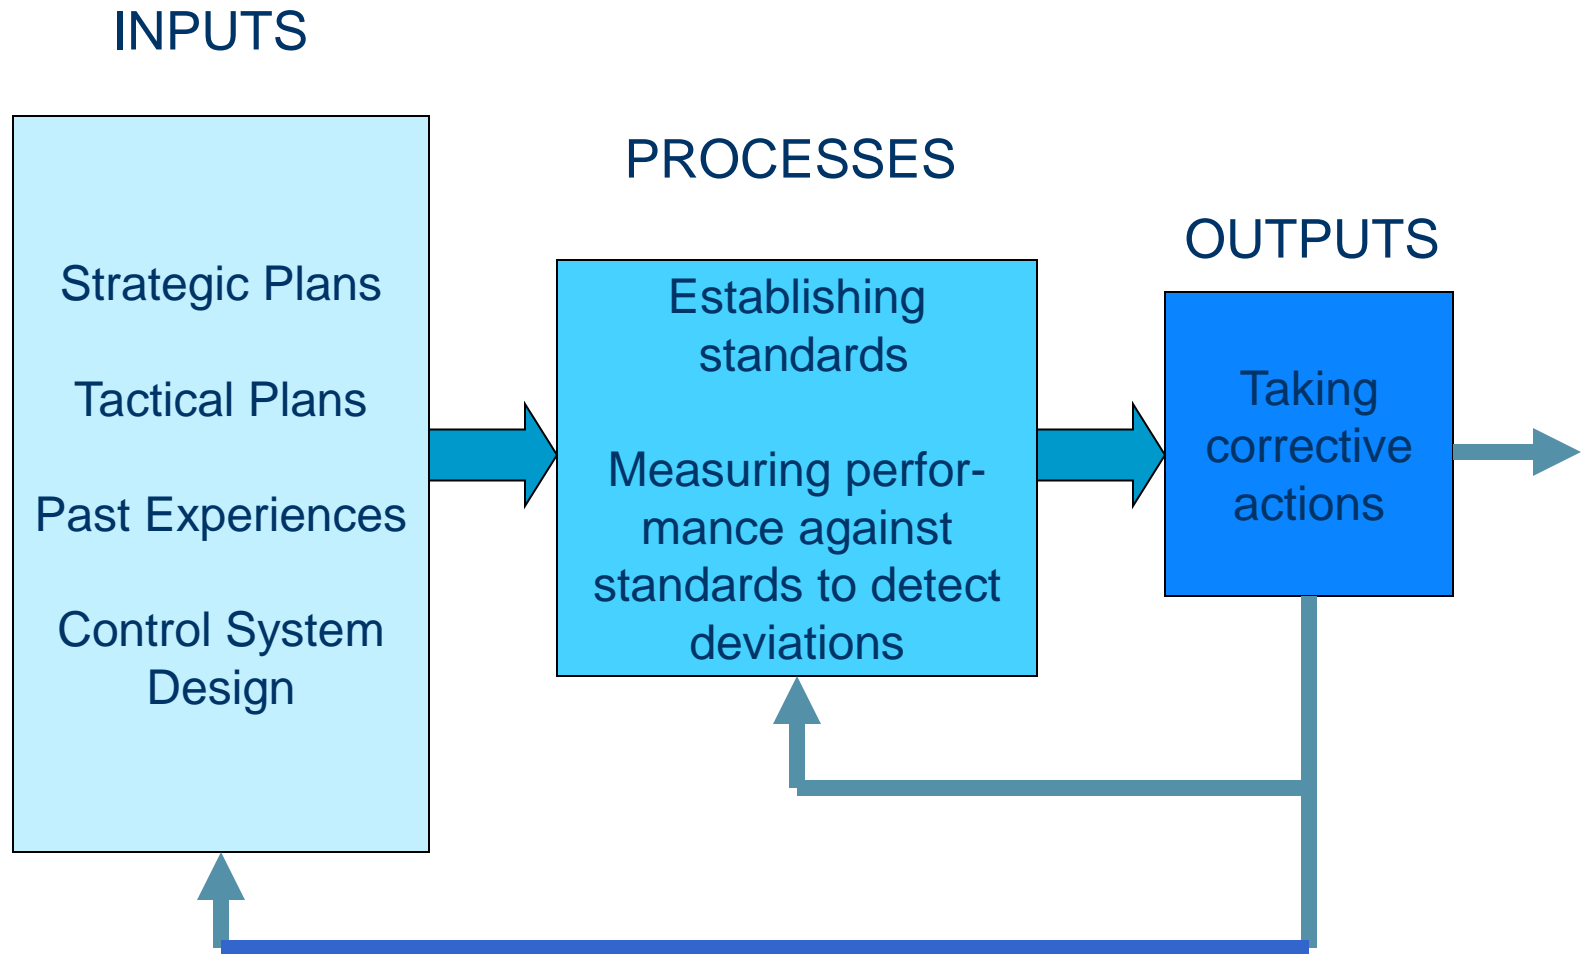 INPUTS
Strategic Plans
Tactical Plans
Past Experiences
Control System
Design
PROCESSES
Establishing
standards
Measuring perfor-
mance against
standards to detect
deviations
OUTPUTS
Taking
corrective
actions